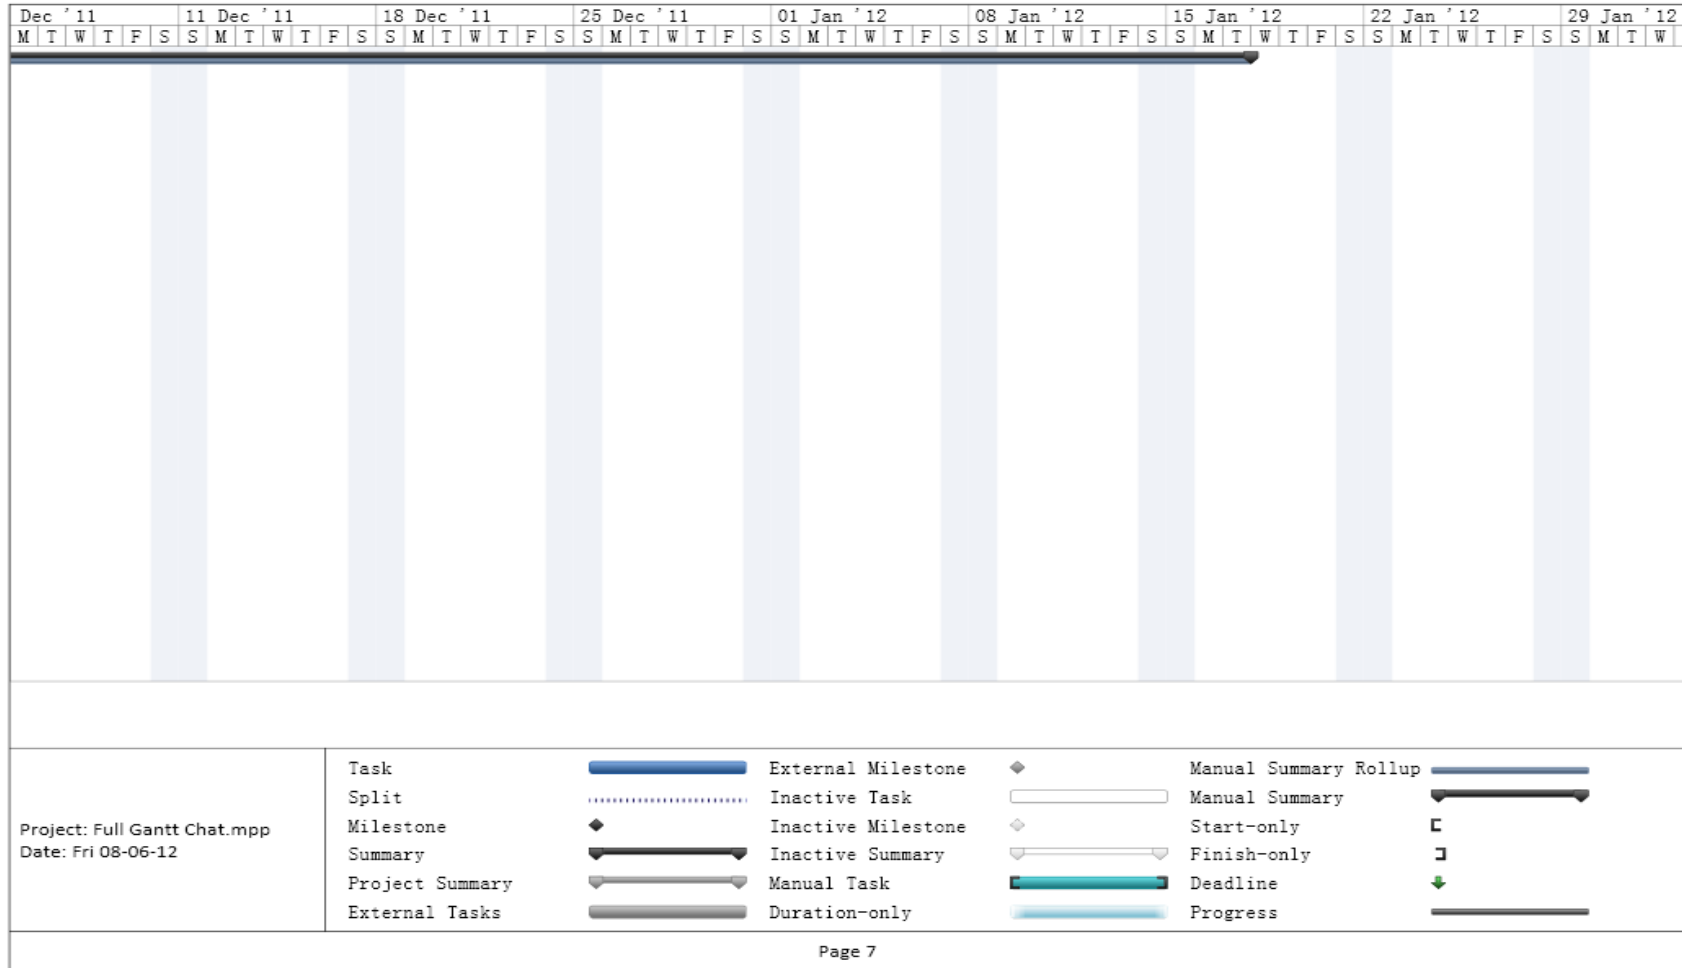 Dec '11 11 Dec '11 18 Dec '11 25 Dec '11 01 Jan '12 08 Jan '12 15 Jan '12 22 Jan '12 29 Jan '12
M T W T F S S M T W T F S S M T W T F S S M T W T F S S M T W T F S S M T W T F S S M T W T F S S M T W T F S S M T W
Task External Milestone Manual Summary Rollup
Split Inactive Task Manual Summary
Milestone Inactive Milestone Start-only
Summary Inactive Summary Finish-only
Project Summary Manual Task Deadline
External Tasks Duration-only Progress
Project: Full Gantt Chat.mpp
Date: Fri 08-06-12
Page 7